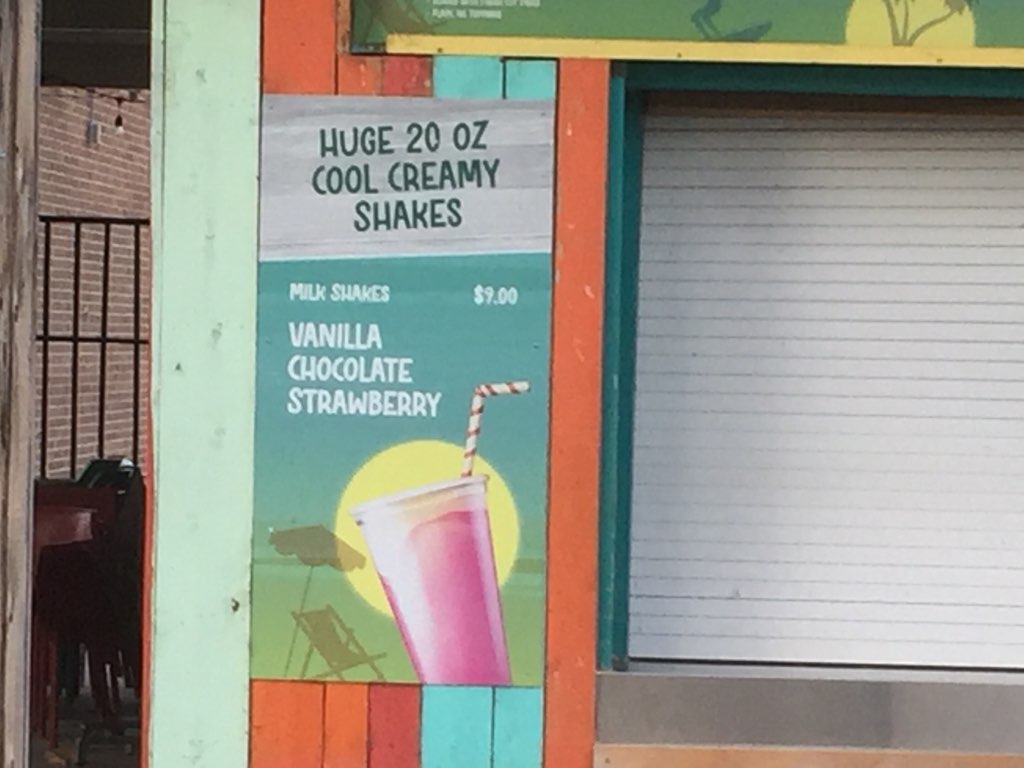 HUGE 20 OZ
COOL CREAMY
SHAKES
MILK SHAKES $9.00
VANILLA
CHOCOLATE
STRAWBERRY